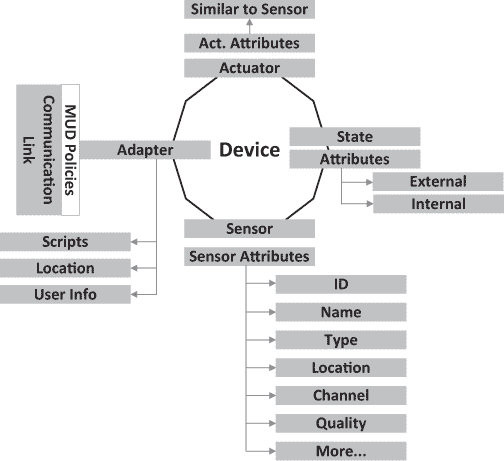 Similar to Sensor
Act. Attributes
Actuator
MUD Policies
Communication
Link
Adapter
Device
State
Attributes
External
Internal
Scripts
Location
User Info
Sensor
Sensor Attributes
ID
Name
Type
Location
Channel
Quality
More...